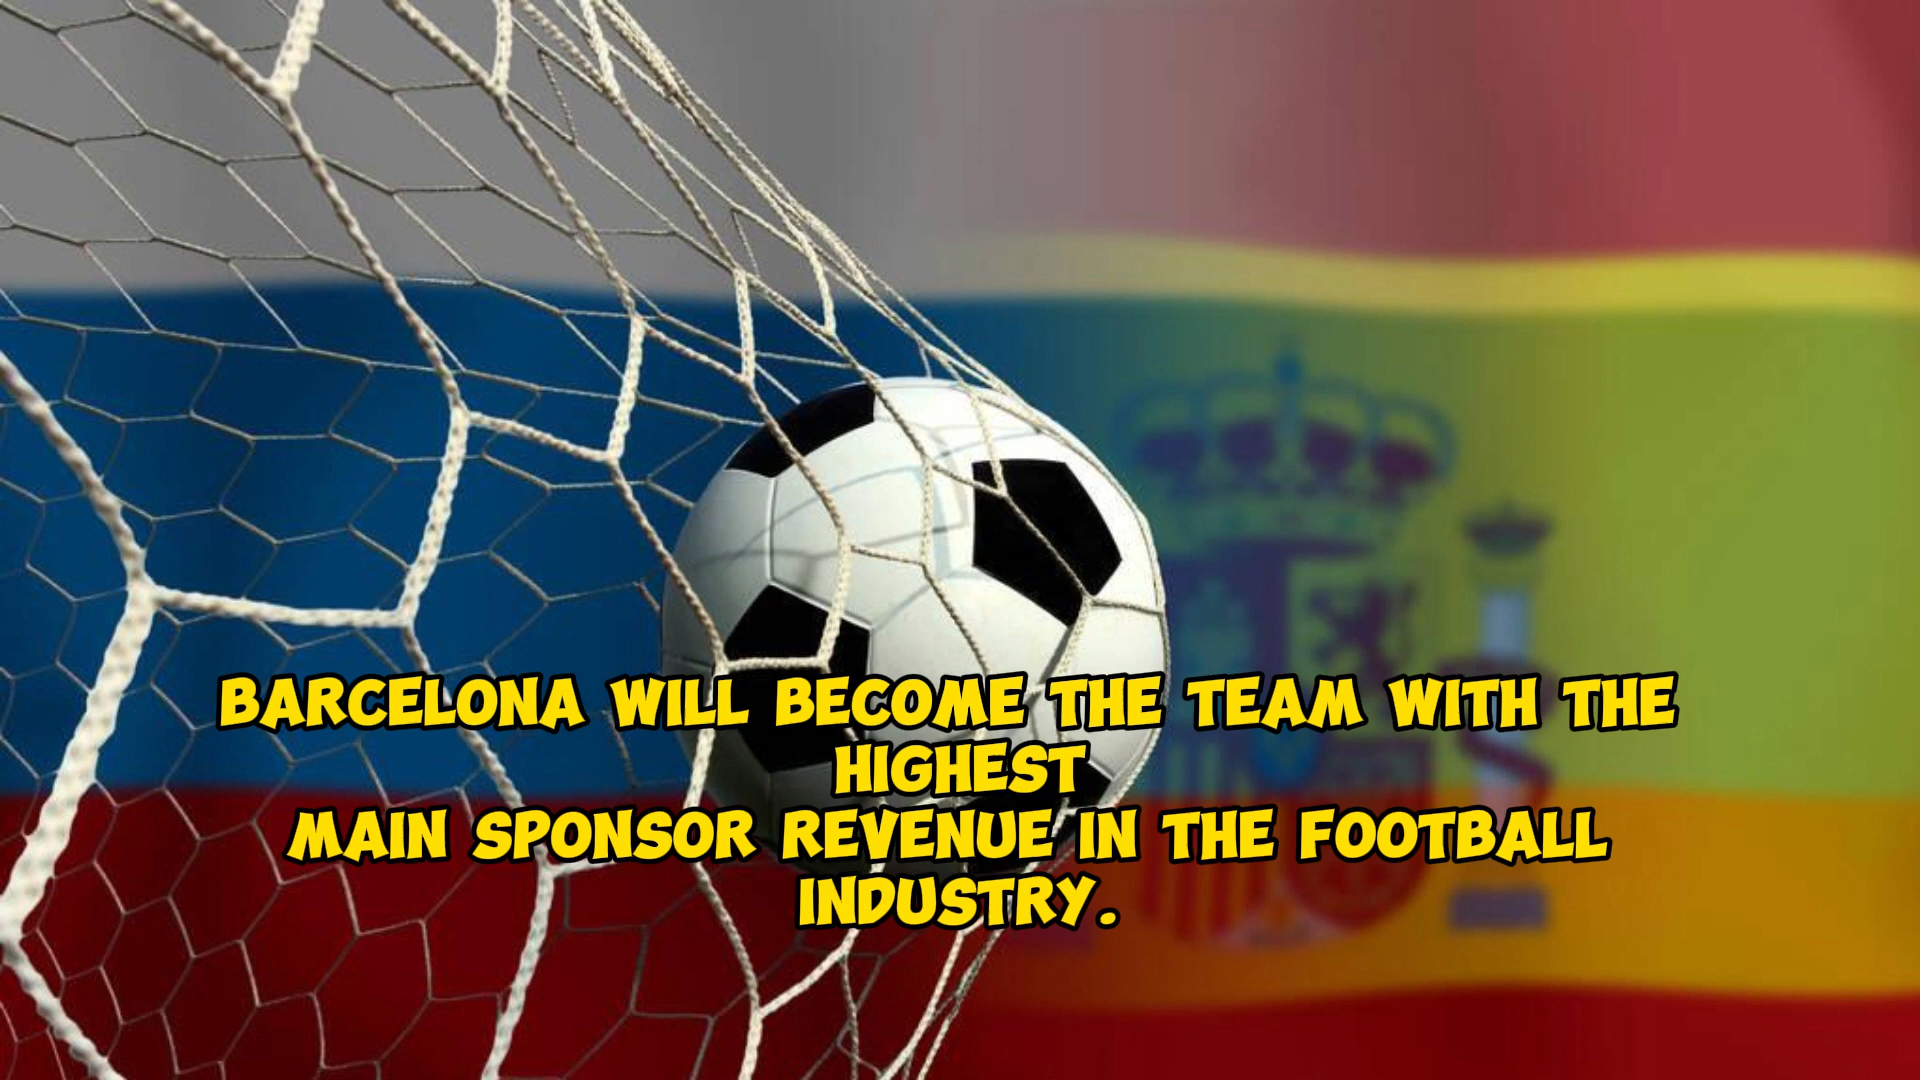 BARCELONA WILL BECOME THE TEAM WITH THE
HIGHEST
MAIN SPONSOR REVENUE IN THE FOOTBALL
INDUSTRY.